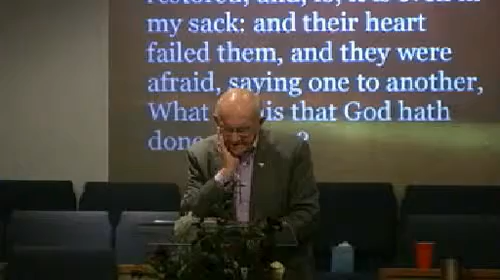 restored, and, lo, it is even in
my sack: and their heart
failed them, and they were
afraid, saying one to another,
What is that God hath
done ?